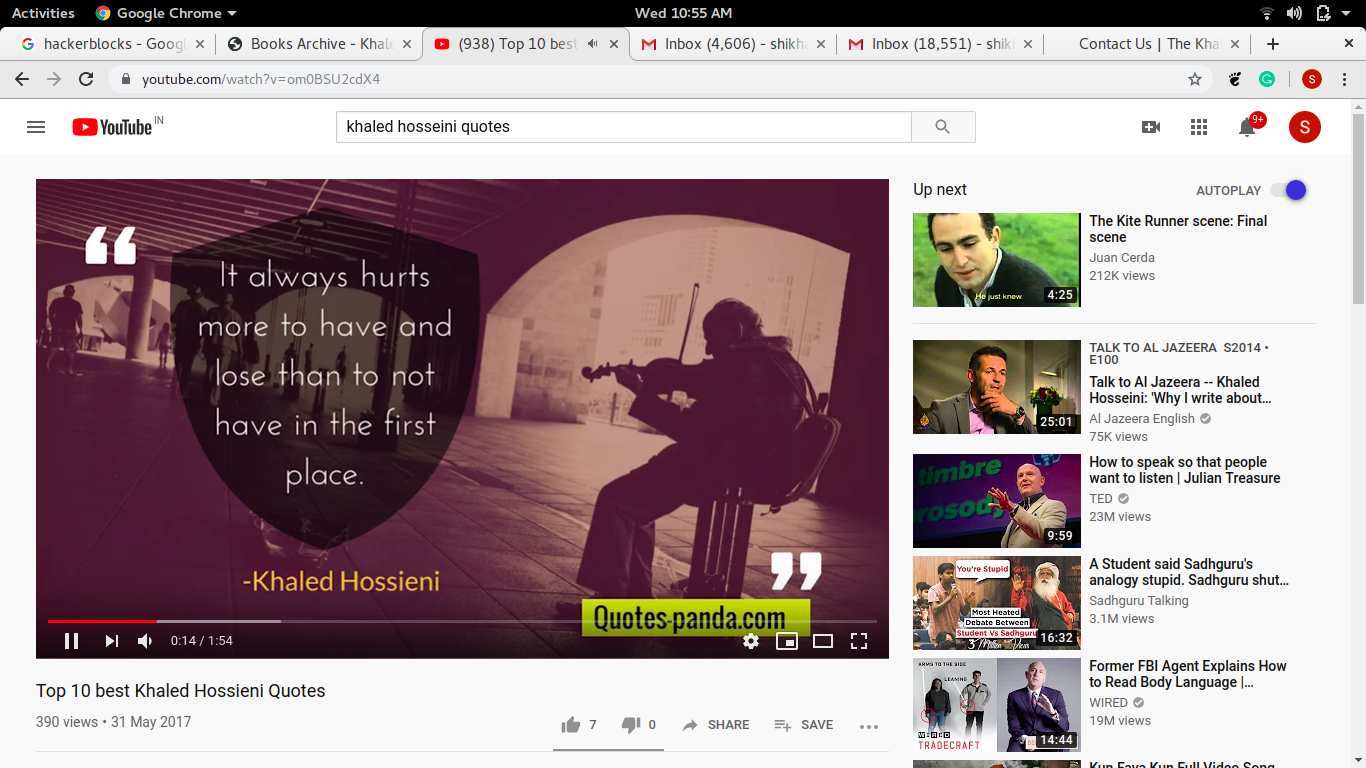 Activities
Google Chrome
Wed 10:55 AM
hackerblocks - Googl
Books Archive - Khale
(938) Top 10 best
Inbox (4,606) - shikha
Inbox (18,551) - shikh
Contact Us | The Khal
youtube.com/watch?v=om0BSU2cdX4
S
YouTube IN
khaled hosseini quotes
9+
S
It always hurts
more to have and
lose than to not
have in the first
place.
-Khaled Hossieni
Quotes-panda.com
0:14 / 1:54
Top 10 best Khaled Hossieni Quotes
390 views • 31 May 2017
7
0
SHARE
SAVE
Up next
AUTOPLAY
He just knew.
4:25
The Kite Runner scene: Final
scene
Juan Cerda
212K views
25:01
TALK TO AL JAZEERA S2014 •
E100
Talk to Al Jazeera -- Khaled
Hosseini: 'Why I write about...
Al Jazeera English
75K views
timbre
prosody
9:59
How to speak so that people
want to listen | Julian Treasure
TED
23M views
You're Stupid
Most Heated
Debate Between
Student Vs Sadhguru
3 Million+ Views
16:32
A Student said Sadhguru's
analogy stupid. Sadhguru shut...
Sadhguru Talking
3.1M views
ARMS TO THE SIDE
LEANING
WIRED
TRADECRAFT
14:44
Former FBI Agent Explains How
to Read Body Language |...
WIRED
19M views
Kun Faya Kun Full Video Song